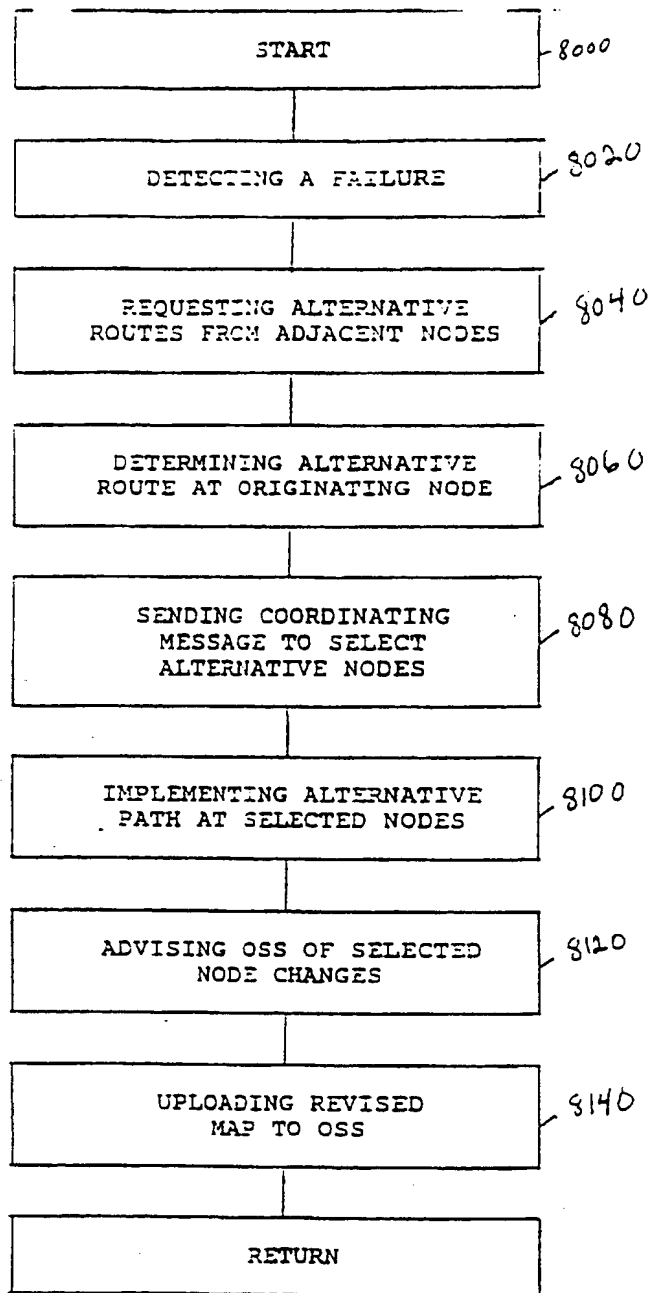 START
8000
DETECTING A FAILURE
8020
REQUESTING ALTERNATIVE
ROUTES FROM ADJACENT NODES
8040
DETERMINING ALTERNATIVE
ROUTE AT ORIGINATING NODE
8060
SENDING COORDINATING
MESSAGE TO SELECT
ALTERNATIVE NODES
8080
IMPLEMENTING ALTERNATIVE
PATH AT SELECTED NODES
8100
ADVISING OSS OF SELECTED
NODE CHANGES
8120
UPLOADING REVISED
MAP TO OSS
8140
RETURN